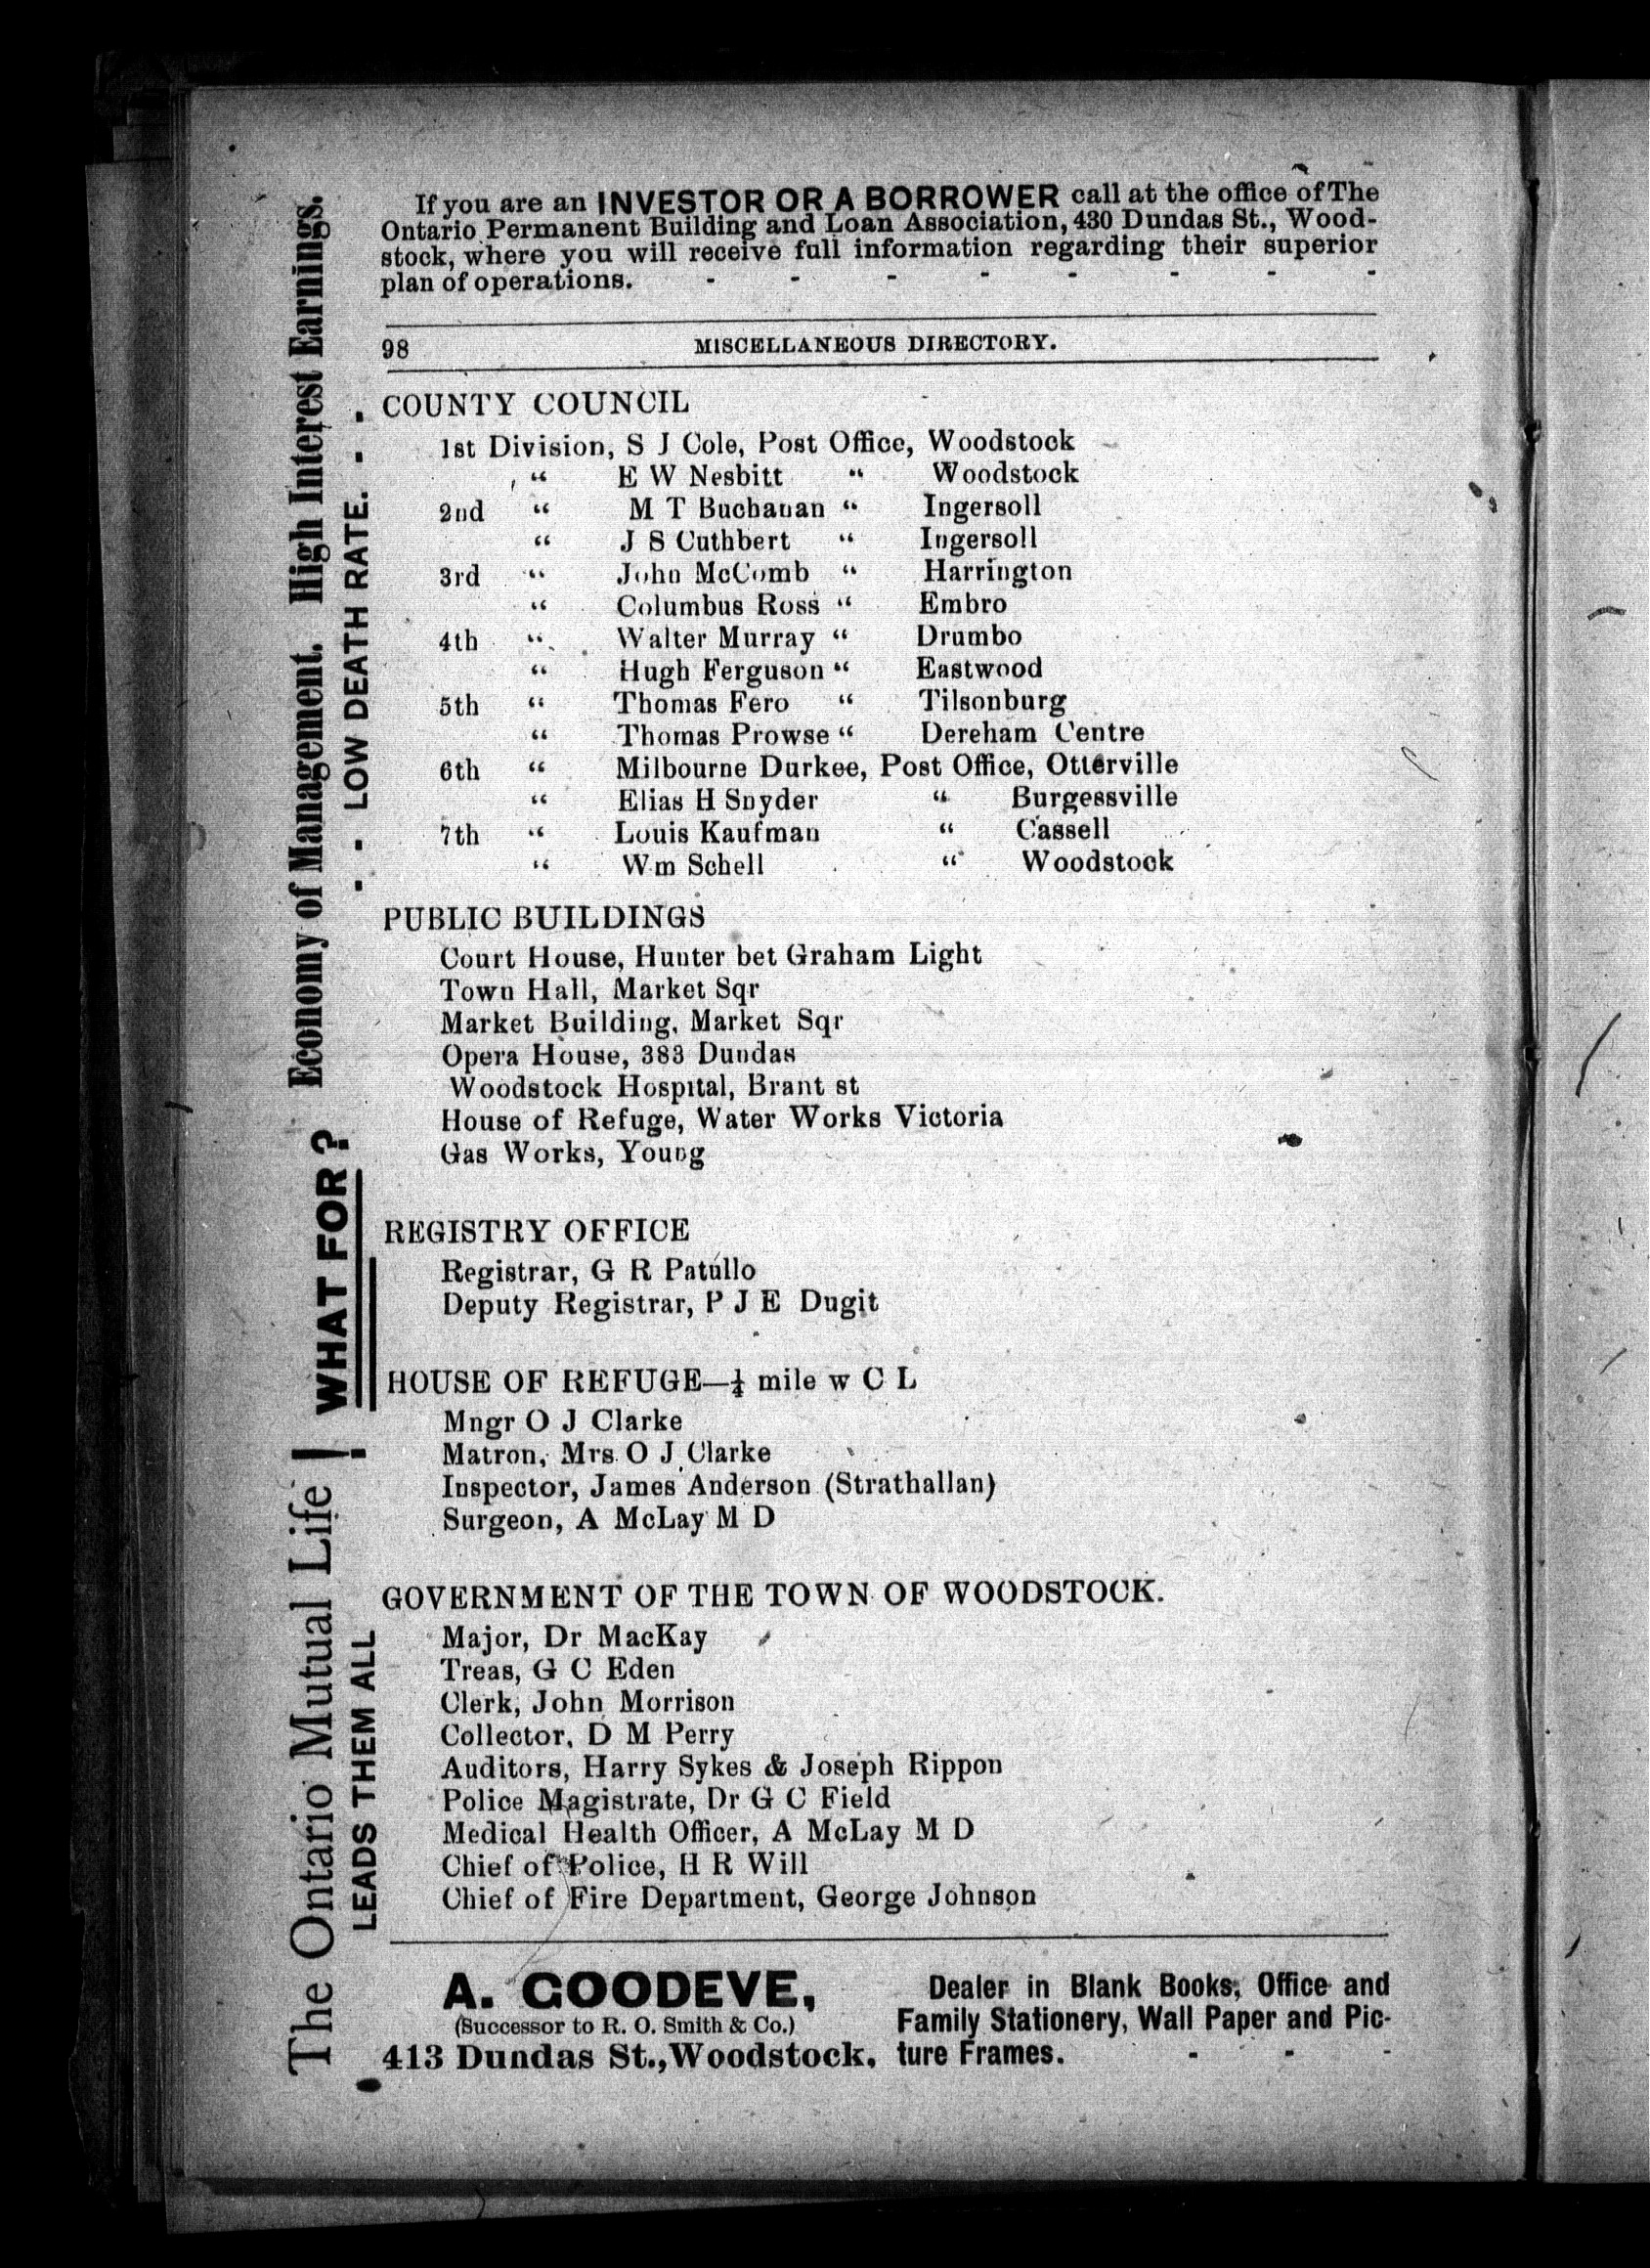 If you are an INVESTOR OR A BORROWER call at the office of The
Ontario Permanent Building and Loan Association, 430 Dundas St., Wood-
stock, where you will receive full information regarding their superior
plan of operations. - - - - - - - -
98 MISCELLANEOUS DIRECTORY.
COUNTY COUNCIL
1st Division, S J Cole, Post Office, Woodstock
“ E W Nesbitt “ Woodstock
2nd “ M T Buchanan “ Ingersoll
“ J S Cuthbert “ Ingersoll
3rd “ John McComb “ Harrington
“ Columbus Ross “ Embro
4th “ Walter Murray “ Drumbo
“ Hugh Ferguson “ Eastwood
5th “ Thomas Fero “ Tilsonburg
“ Thomas Prowse “ Dereham Centre
6th “ Milbourne Durkee, Post Office, Otterville
“ Elias H Snyder “ Burgessville
7th “ Louis Kaufman “ Cassell
“ Wm Schell “ Woodstock
PUBLIC BUILDINGS
Court House, Hunter bet Graham Light
Town Hall, Market Sqr
Market Building, Market Sqr
Opera House, 383 Dundas
Woodstock Hospital, Brant st
House of Refuge, Water Works Victoria
Gas Works, Young
REGISTRY OFFICE
Registrar, G R Patullo
Deputy Registrar, P J E Dugit
HOUSE OF REFUGE—¼ mile w C L
Mngr O J Clarke
Matron, Mrs O J Clarke
Inspector, James Anderson (Strathallan)
Surgeon, A McLay M D
GOVERNMENT OF THE TOWN OF WOODSTOCK.
Major, Dr MacKay
Treas, G C Eden
Clerk, John Morrison
Collector, D M Perry
Auditors, Harry Sykes & Joseph Rippon
Police Magistrate, Dr G C Field
Medical Health Officer, A McLay M D
Chief of Police, H R Will
Chief of Fire Department, George Johnson
A. GOODEVE,
(Successor to R. O. Smith & Co.)
413 Dundas St., Woodstock.
Dealer in Blank Books, Office and
Family Stationery, Wall Paper and Pic-
ture Frames. - - -
The Ontario Mutual Life !
LEADS THEM ALL !
WHAT FOR ?
Economy of Management. High Interest Earnings.
. . LOW DEATH RATE. . .